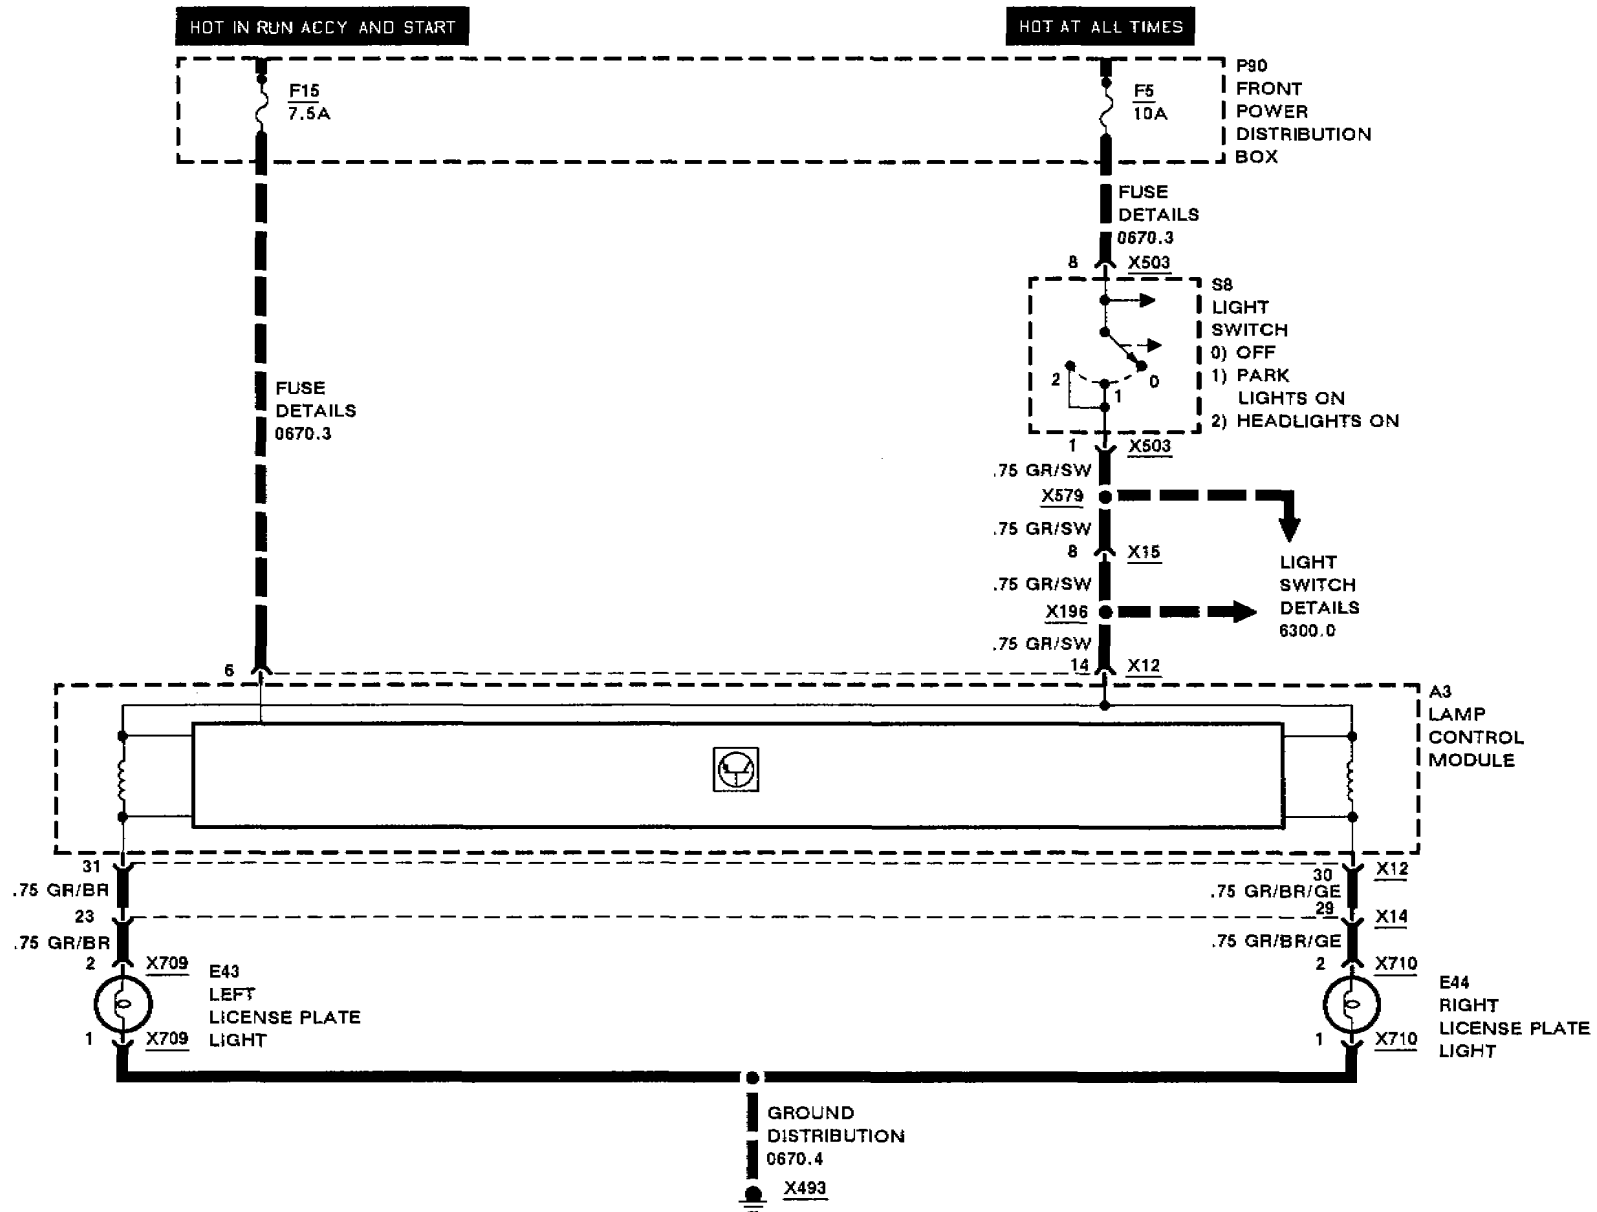 HOT IN RUN ACCY AND START
HOT AT ALL TIMES
F15
7.5A
F5
10A
P90
FRONT
POWER
DISTRIBUTION
BOX
FUSE
DETAILS
0670.3
8
X503
S8
LIGHT
SWITCH
0) OFF
1) PARK
LIGHTS ON
2) HEADLIGHTS ON
2
1
0
FUSE
DETAILS
0670.3
1
X503
.75 GR/SW
X579
.75 GR/SW
8
X15
.75 GR/SW
X196
.75 GR/SW
LIGHT
SWITCH
DETAILS
6300.0
6
14
X12
A3
LAMP
CONTROL
MODULE
31
.75 GR/BR
23
.75 GR/BR
2
X709
E43
LEFT
LICENSE PLATE
LIGHT
1
X709
30
X12
.75 GR/BR/GE
29
X14
.75 GR/BR/GE
2
X710
E44
RIGHT
LICENSE PLATE
LIGHT
1
X710
GROUND
DISTRIBUTION
0670.4
X493